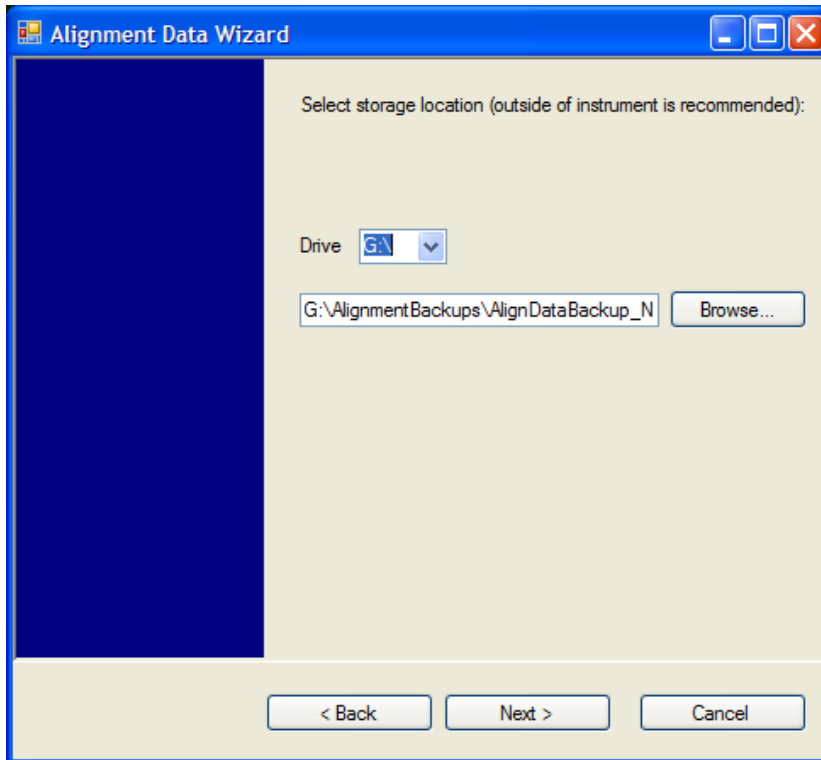 Alignment Data Wizard
Select storage location (outside of instrument is recommended):
Drive G:\
G:\AlignmentBackups\AlignDataBackup_N Browse...
< Back Next > Cancel